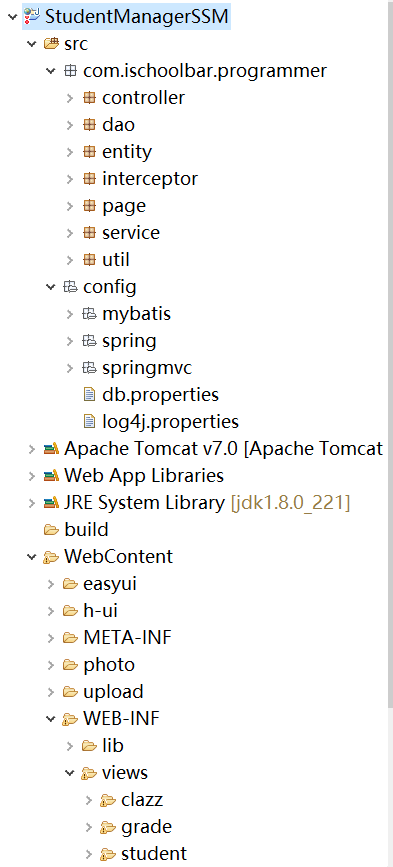 StudentManagerSSM
src
com.ischoolbar.programmer
controller
dao
entity
interceptor
page
service
util
config
mybatis
spring
springmvc
db.properties
log4j.properties
Apache Tomcat v7.0 [Apache Tomcat
Web App Libraries
JRE System Library [jdk1.8.0_221]
build
WebContent
easyui
h-ui
META-INF
photo
upload
WEB-INF
lib
views
clazz
grade
student